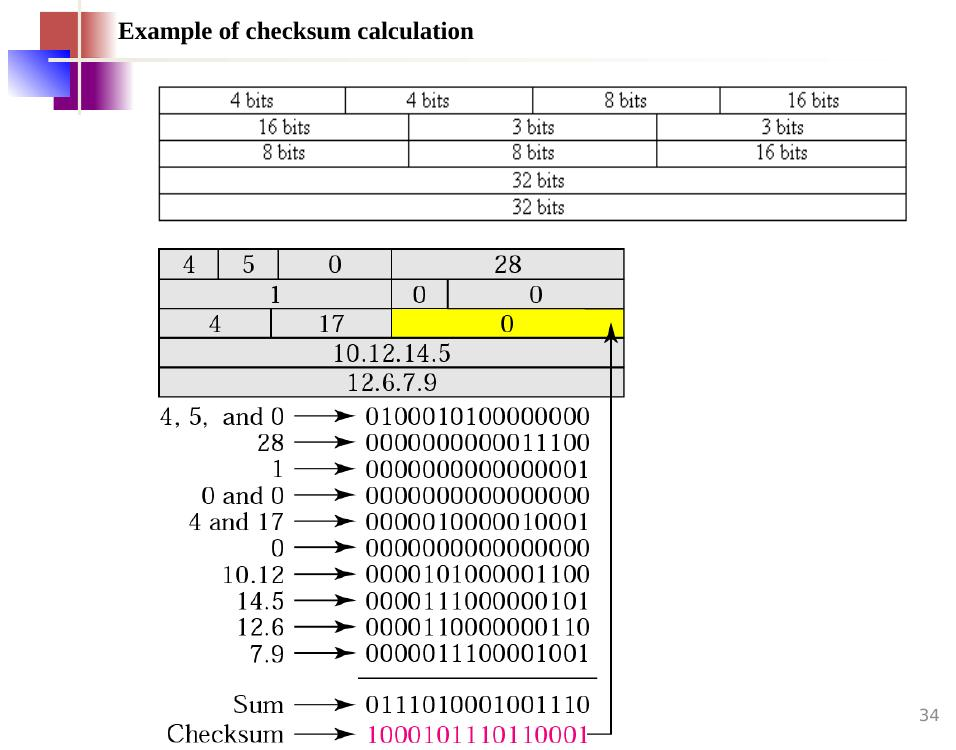 Example of checksum calculation
4 bits 4 bits 8 bits 16 bits
16 bits 3 bits 3 bits
8 bits 8 bits 16 bits
32 bits
32 bits
4 5 0 28
1 0 0
4 17 0
10.12.14.5
12.6.7.9
4, 5, and 0 0100010100000000
28 0000000000011100
1 0000000000000001
0 and 0 0000000000000000
4 and 17 0000010000010001
0 0000000000000000
10.12 0000101000001100
14.5 0000111000000101
12.6 0000110000000110
7.9 0000011100001001
Sum 0111010001001110
Checksum 1000101110110001
34